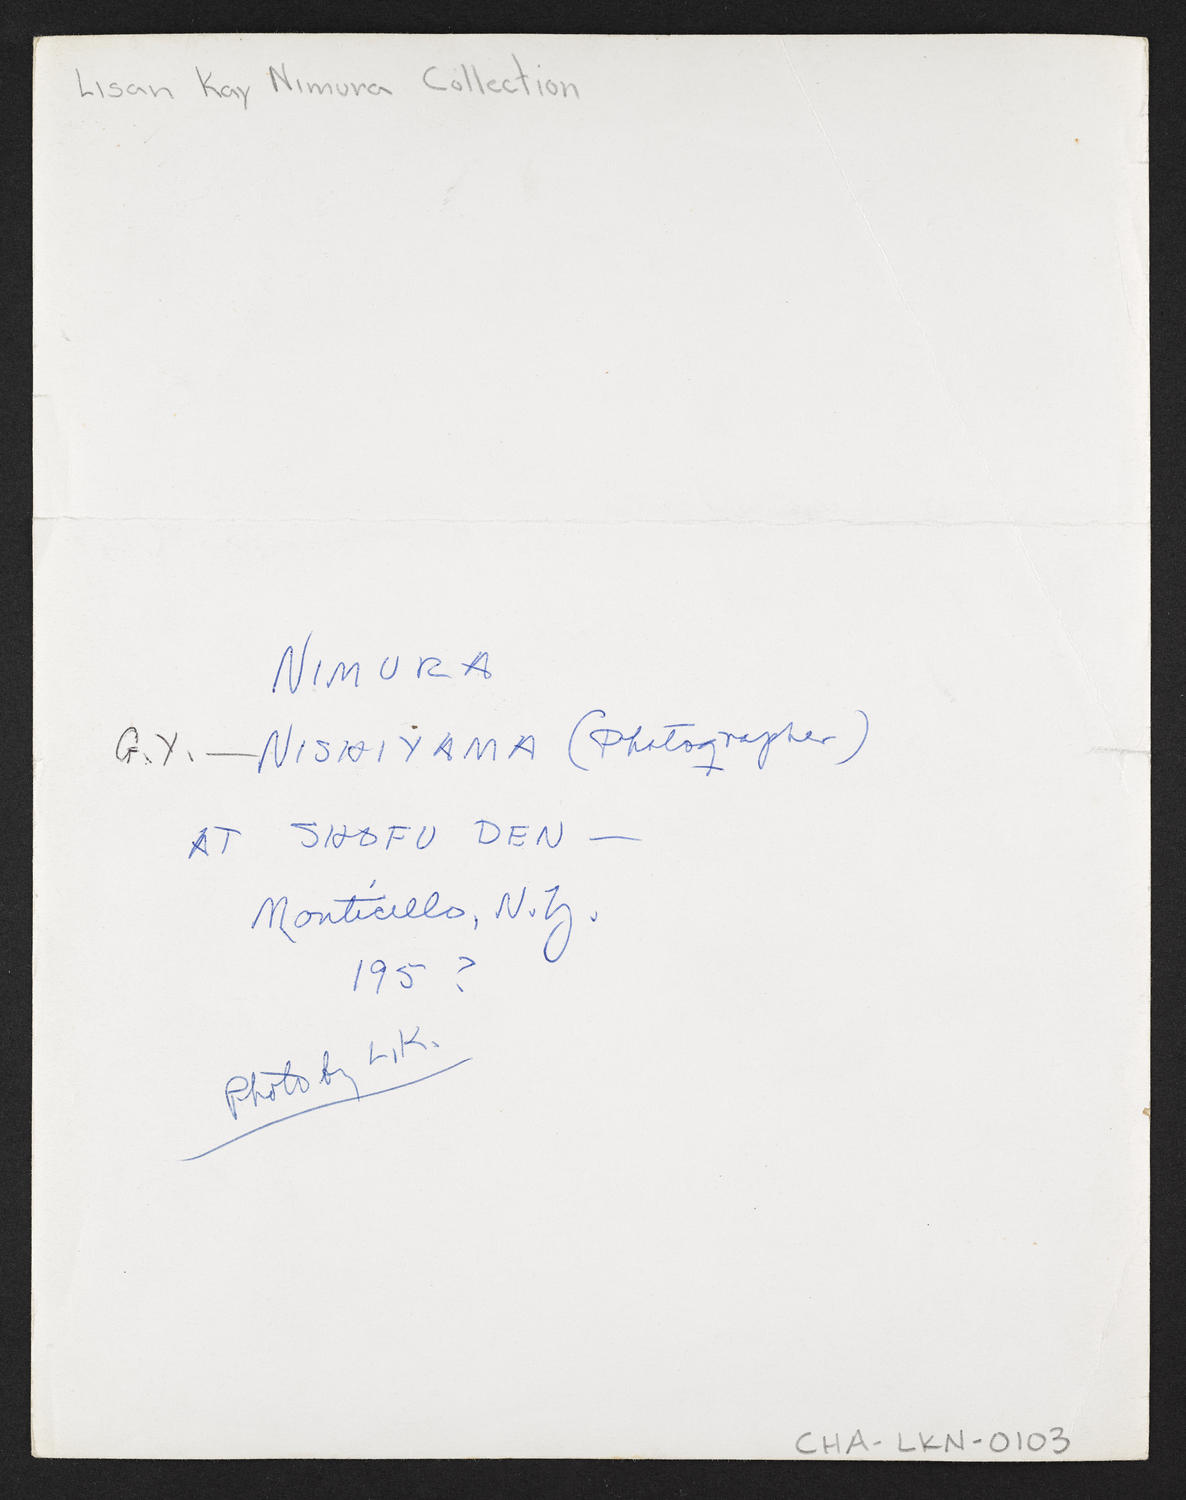 Lisan Kay Nimura Collection
NIMURA
G.Y. — NISHIYAMA (Photographer)
AT SHOFU DEN —
Monticello, N.Y.
195?
Photo by L.K.
CHA-LKN-0103